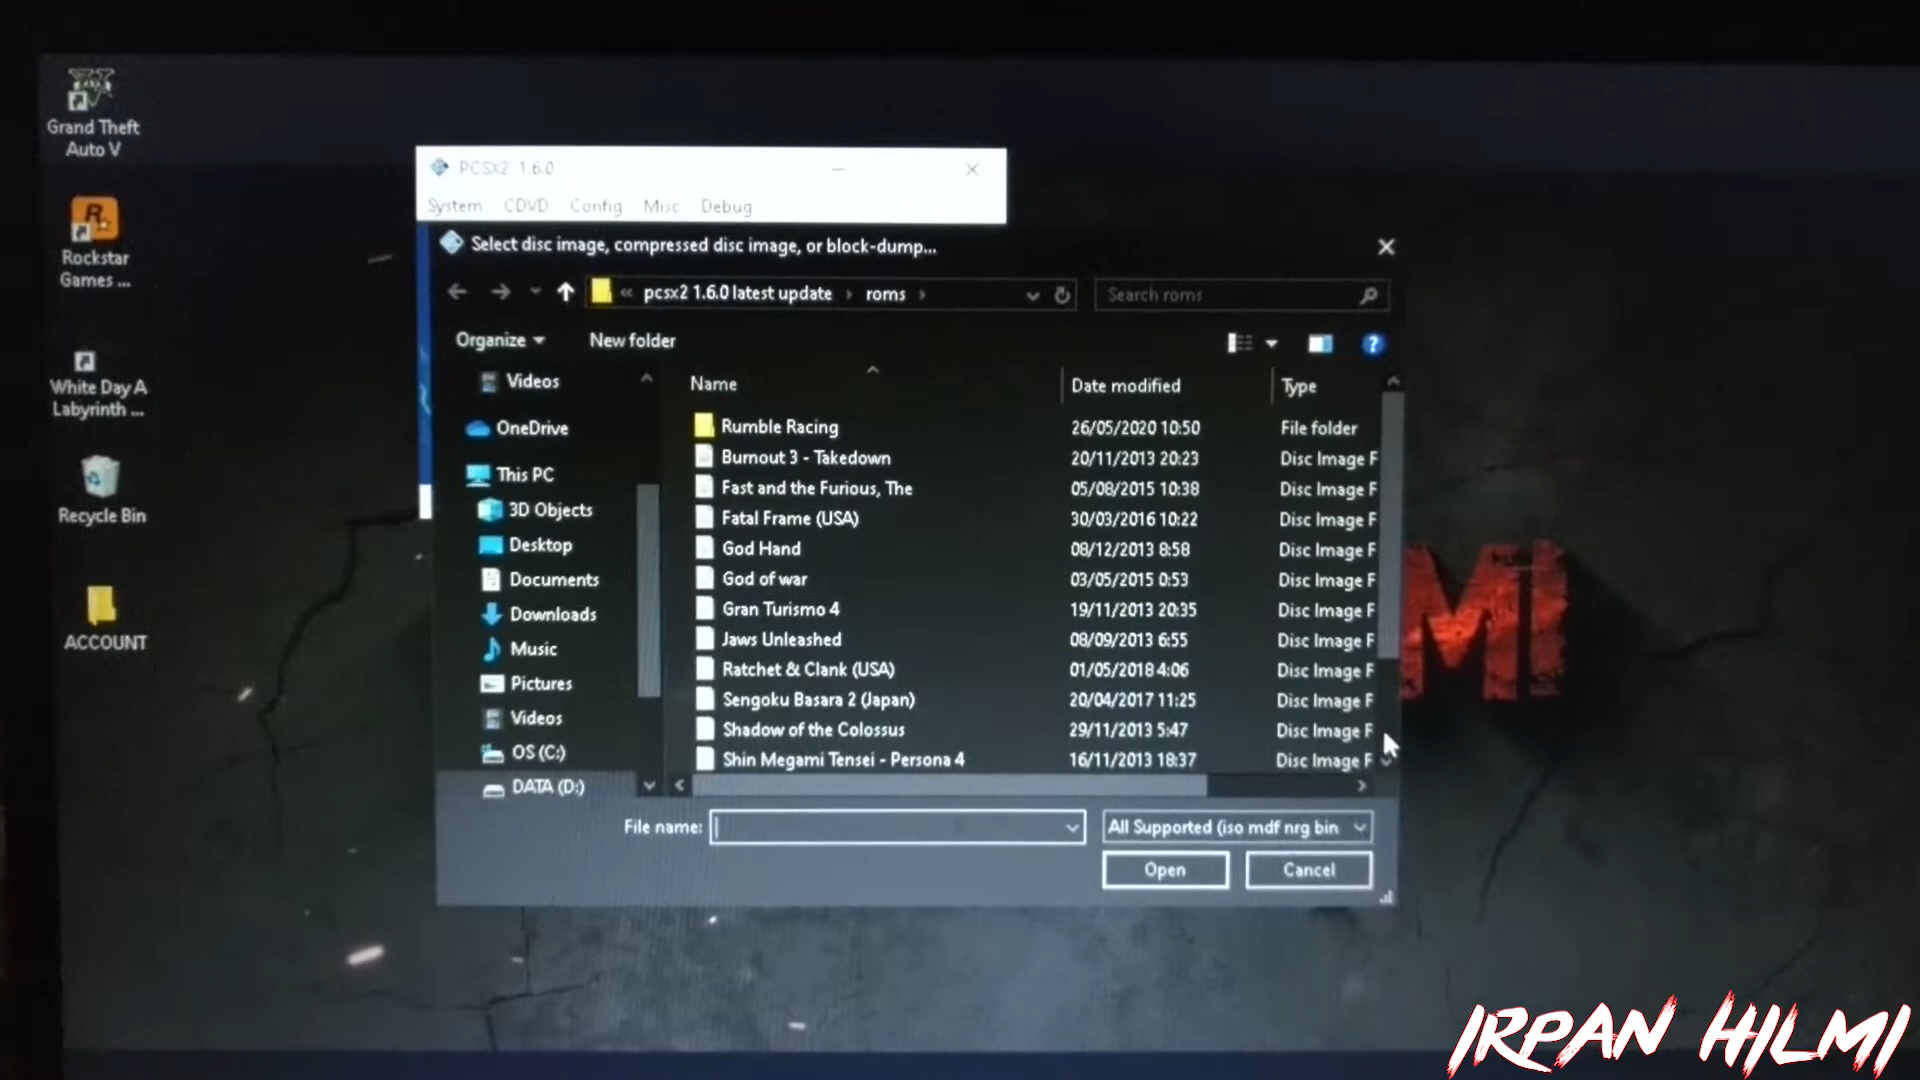 Grand Theft
Auto V
Rockstar
Games ...
White Day A
Labyrinth ...
Recycle Bin
ACCOUNT
PCSX2 1.6.0
System CDVD Config Misc Debug
Select disc image, compressed disc image, or block-dump...
« pcsx2 1.6.0 latest update › roms ›
Search roms
Organize
New folder
Videos
OneDrive
This PC
3D Objects
Desktop
Documents
Downloads
Music
Pictures
Videos
OS (C:)
DATA (D:)
Name Date modified Type
Rumble Racing 26/05/2020 10:50 File folder
Burnout 3 - Takedown 20/11/2013 20:23 Disc Image F
Fast and the Furious, The 05/08/2015 10:38 Disc Image F
Fatal Frame (USA) 30/03/2016 10:22 Disc Image F
God Hand 08/12/2013 8:58 Disc Image F
God of war 03/05/2015 0:53 Disc Image F
Gran Turismo 4 19/11/2013 20:35 Disc Image F
Jaws Unleashed 08/09/2013 6:55 Disc Image F
Ratchet & Clank (USA) 01/05/2018 4:06 Disc Image F
Sengoku Basara 2 (Japan) 20/04/2017 11:25 Disc Image F
Shadow of the Colossus 29/11/2013 5:47 Disc Image F
Shin Megami Tensei - Persona 4 16/11/2013 18:37 Disc Image F
File name:
All Supported (iso mdf nrg bin
Open
Cancel
MI
IRPAN HILMI